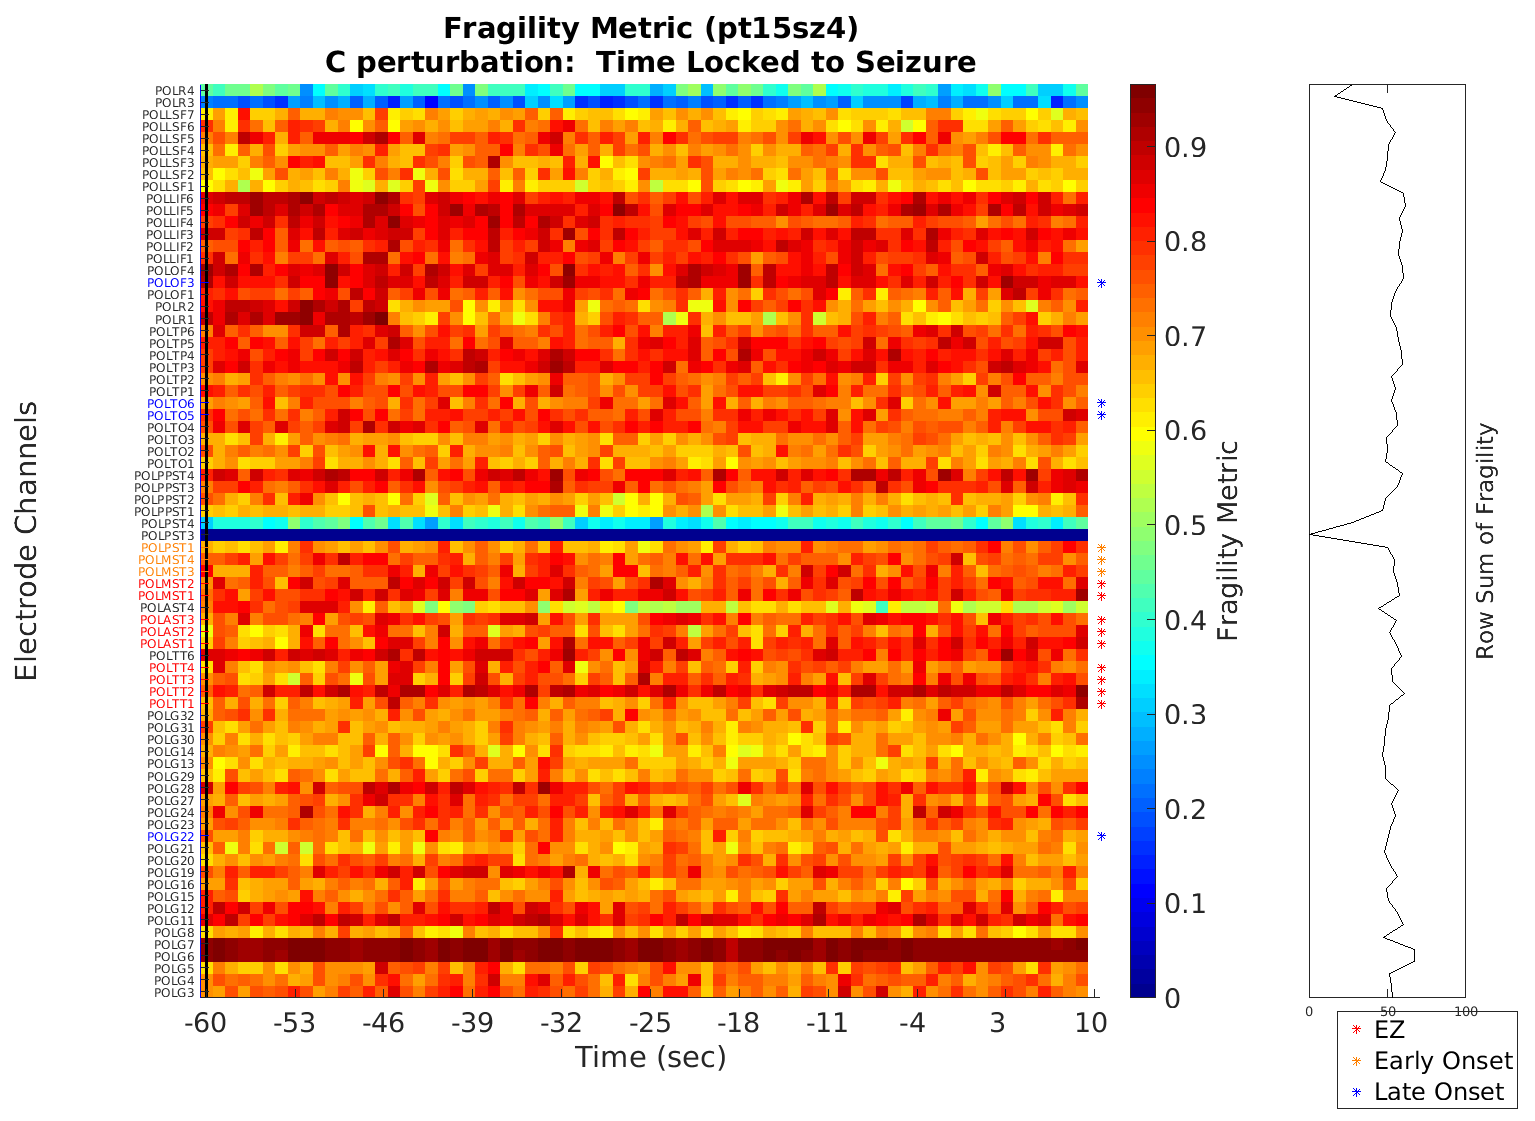 Fragility Metric (pt15sz4)
C perturbation: Time Locked to Seizure
Electrode Channels
POLR4
POLR3
POLLSF7
POLLSF6
POLLSF5
POLLSF4
POLLSF3
POLLSF2
POLLSF1
POLLIF6
POLLIF5
POLLIF4
POLLIF3
POLLIF2
POLLIF1
POLOF4
POLOF3
POLOF1
POLR2
POLR1
POLTP6
POLTP5
POLTP4
POLTP3
POLTP2
POLTP1
POLTO6
POLTO5
POLTO4
POLTO3
POLTO2
POLTO1
POLPPST4
POLPPST3
POLPPST2
POLPPST1
POLPST4
POLPST3
POLPST1
POLMST4
POLMST3
POLMST2
POLMST1
POLAST4
POLAST3
POLAST2
POLAST1
POLTT6
POLTT4
POLTT3
POLTT2
POLTT1
POLG32
POLG31
POLG30
POLG14
POLG13
POLG29
POLG28
POLG27
POLG24
POLG23
POLG22
POLG21
POLG20
POLG19
POLG16
POLG15
POLG12
POLG11
POLG8
POLG7
POLG6
POLG5
POLG4
POLG3
-60 -53 -46 -39 -32 -25 -18 -11 -4 3 10
Time (sec)
0.9
0.8
0.7
0.6
0.5
0.4
0.3
0.2
0.1
0
Fragility Metric
Row Sum of Fragility
0 50 100
EZ
Early Onset
Late Onset